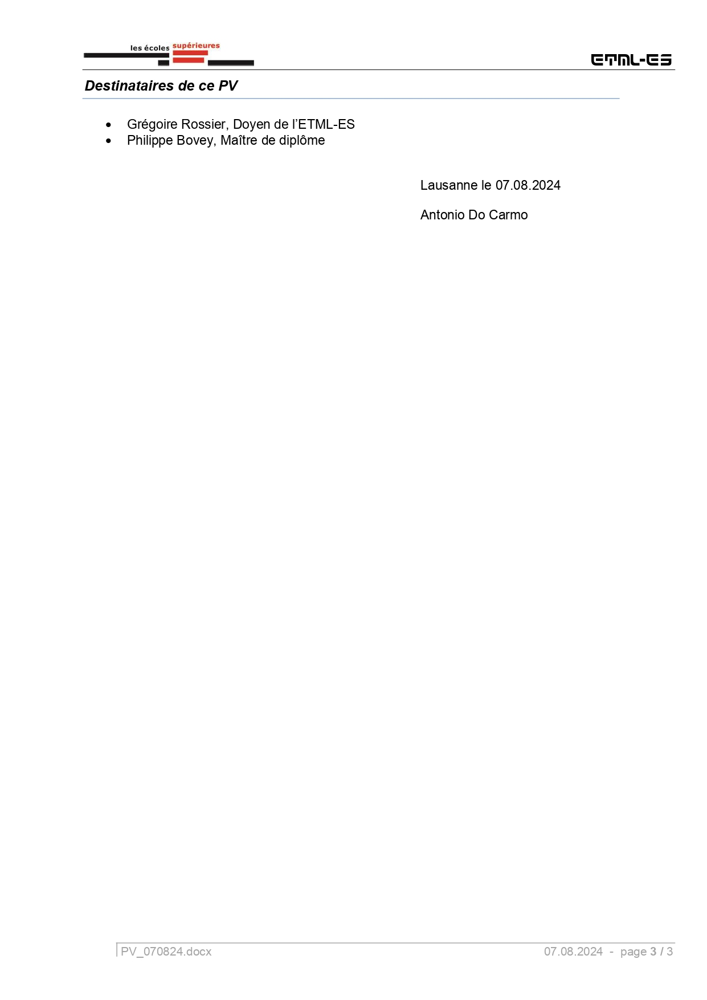 les écoles supérieures
ETML-ES
Destinataires de ce PV
• Grégoire Rossier, Doyen de l’ETML-ES
• Philippe Bovey, Maître de diplôme
Lausanne le 07.08.2024
Antonio Do Carmo
PV_070824.docx
07.08.2024 - page 3 / 3